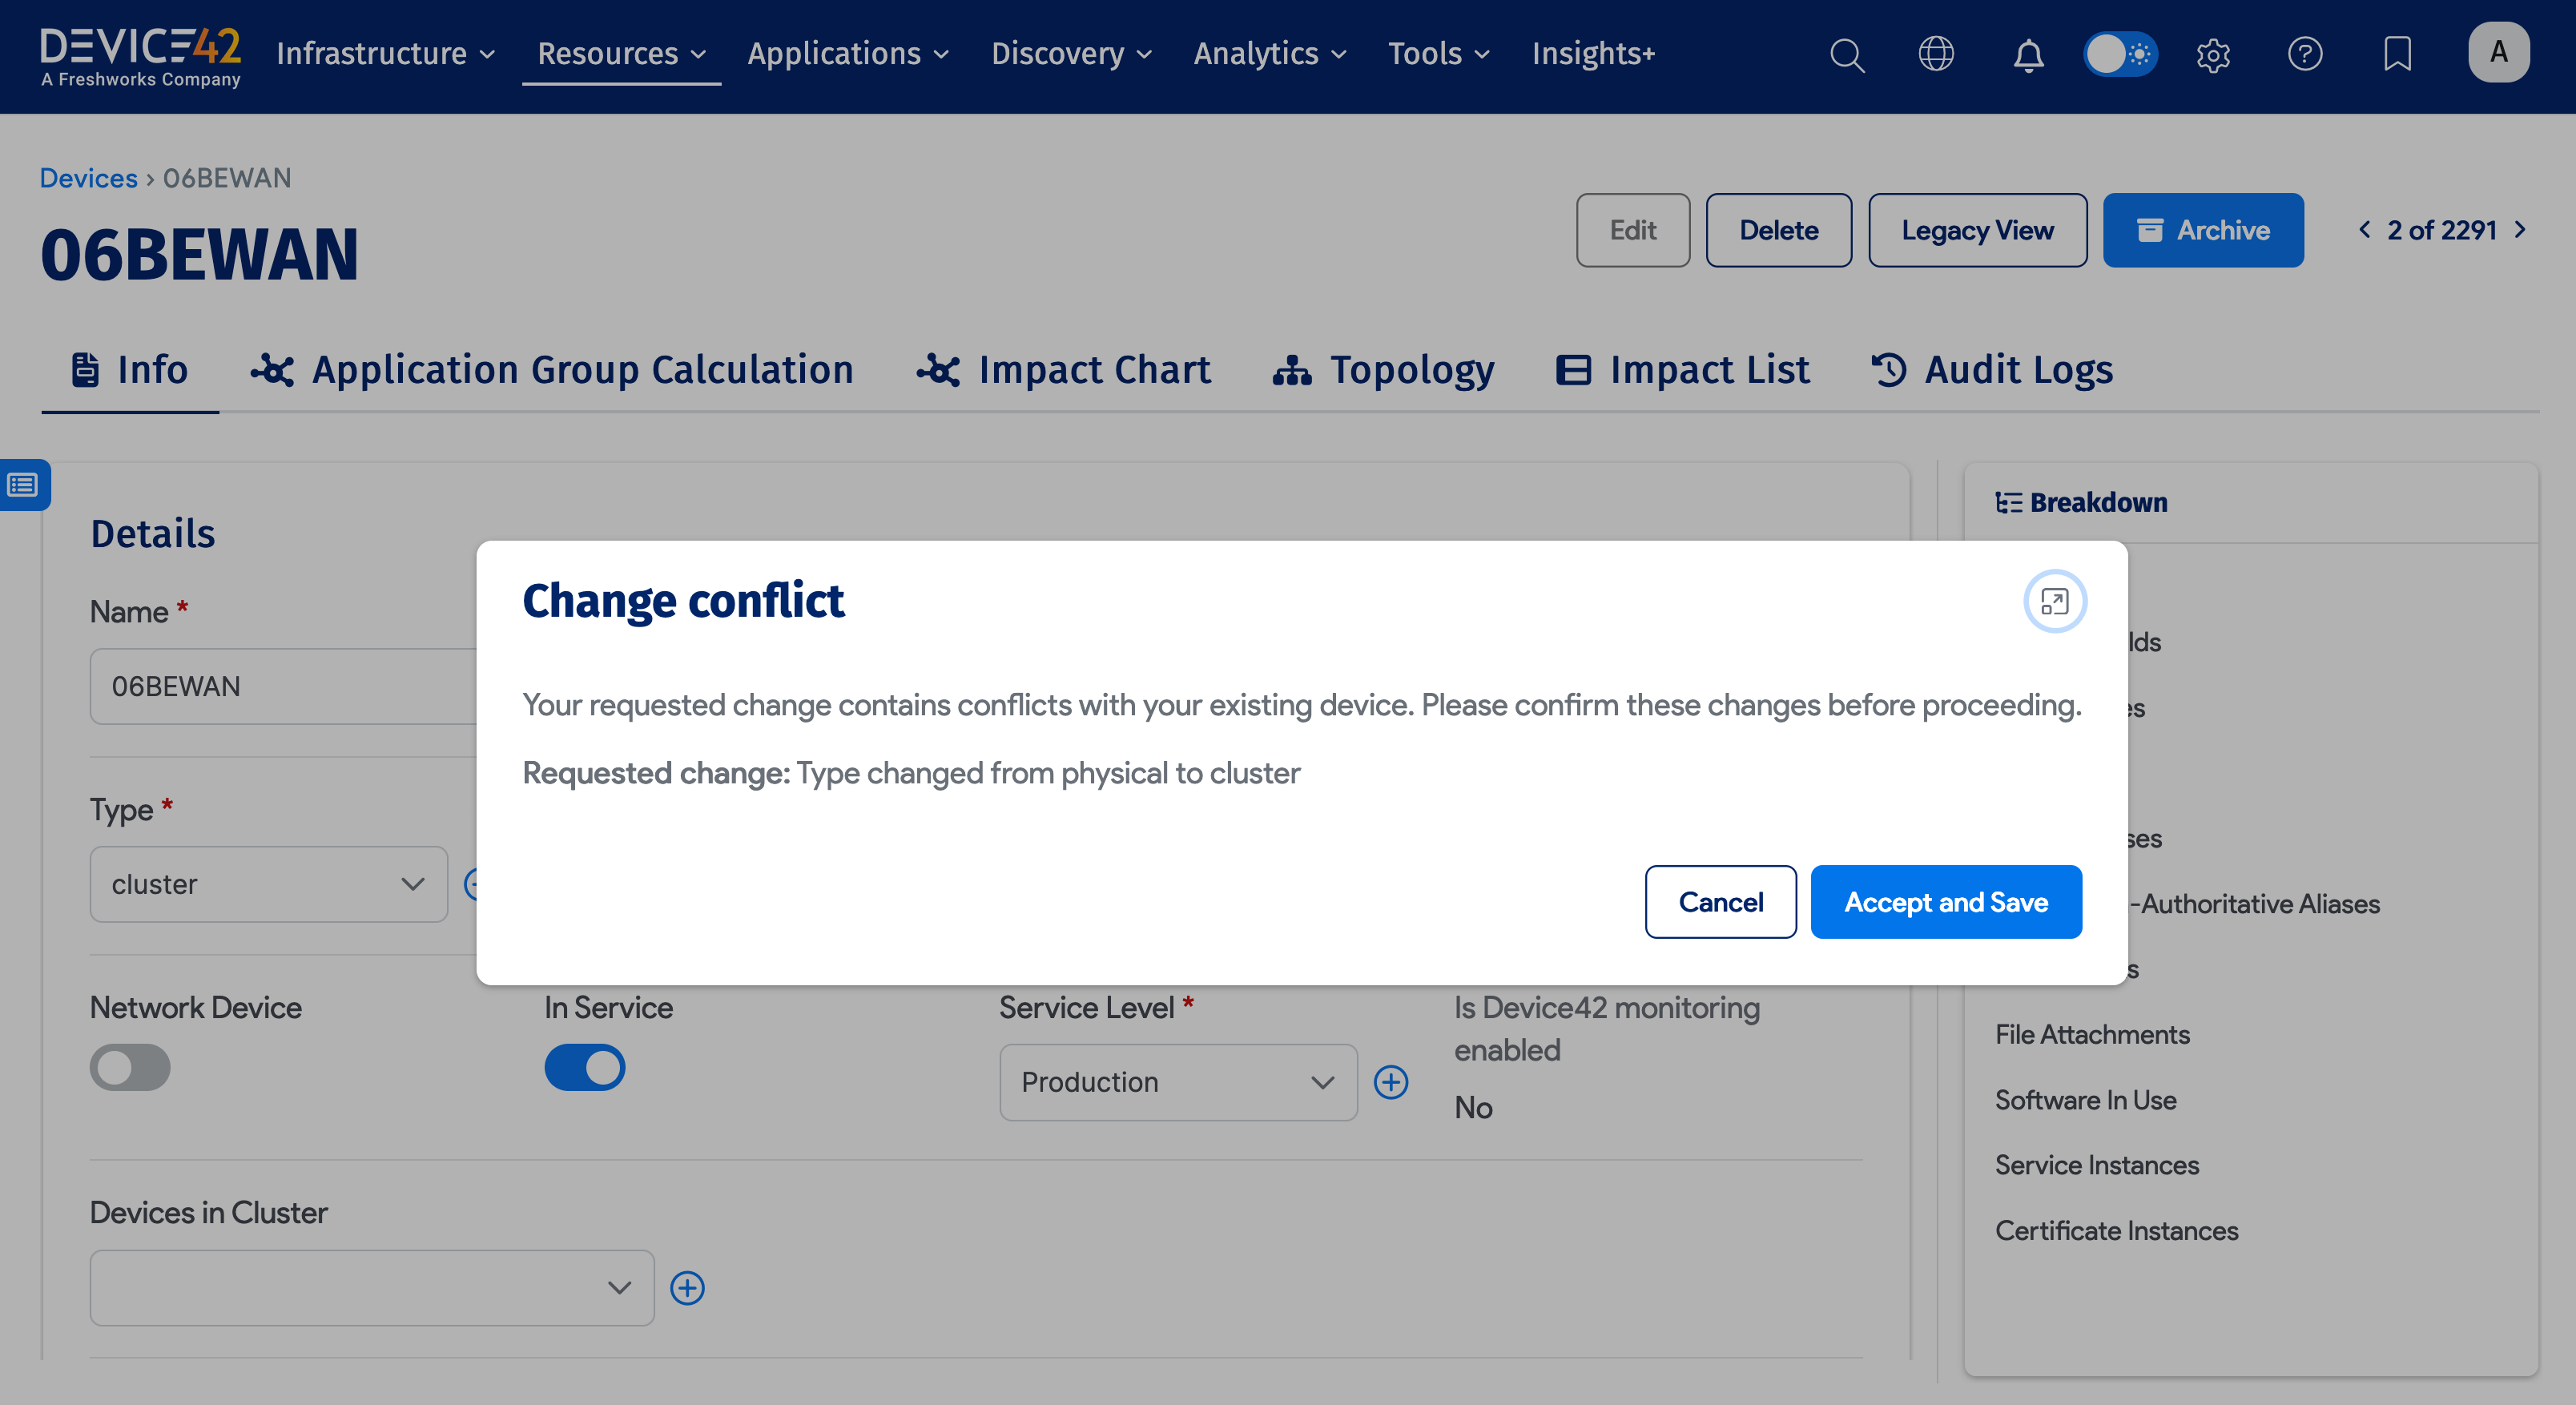 DEVICE42
A Freshworks Company
Infrastructure
Resources
Applications
Discovery
Analytics
Tools
Insights+
A
Devices › 06BEWAN
06BEWAN
Edit
Delete
Legacy View
Archive
2 of 2291
Info
Application Group Calculation
Impact Chart
Topology
Impact List
Audit Logs
Details
Name *
06BEWAN
Type *
cluster
Change conflict
Your requested change contains conflicts with your existing device. Please confirm these changes before proceeding.
Requested change: Type changed from physical to cluster
Cancel
Accept and Save
Network Device
In Service
Service Level *
Production
Is Device42 monitoring
enabled
No
Devices in Cluster
Breakdown
-Authoritative Aliases
File Attachments
Software In Use
Service Instances
Certificate Instances